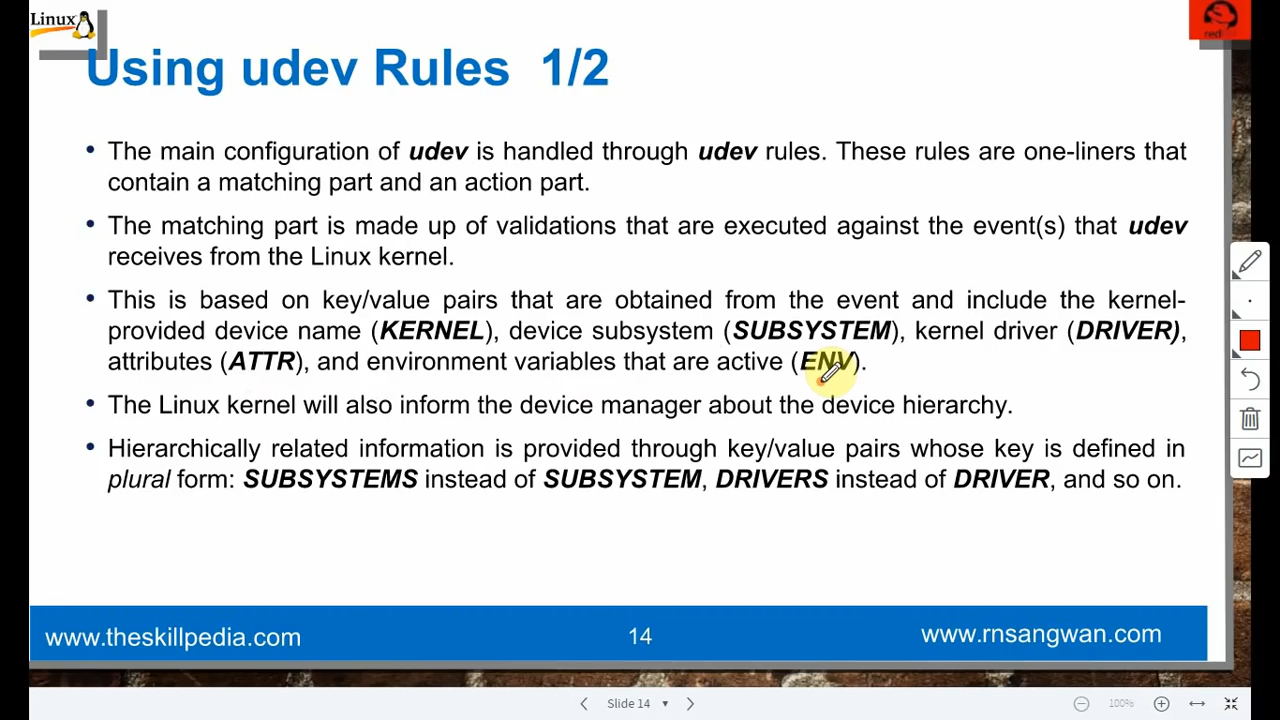 Linux
red
Using udev Rules 1/2
• The main configuration of udev is handled through udev rules. These rules are one-liners that
contain a matching part and an action part.
• The matching part is made up of validations that are executed against the event(s) that udev
receives from the Linux kernel.
• This is based on key/value pairs that are obtained from the event and include the kernel-
provided device name (KERNEL), device subsystem (SUBSYSTEM), kernel driver (DRIVER),
attributes (ATTR), and environment variables that are active (ENV).
• The Linux kernel will also inform the device manager about the device hierarchy.
• Hierarchically related information is provided through key/value pairs whose key is defined in
plural form: SUBSYSTEMS instead of SUBSYSTEM, DRIVERS instead of DRIVER, and so on.
www.theskillpedia.com 14 www.rnsangwan.com
Slide 14 100%